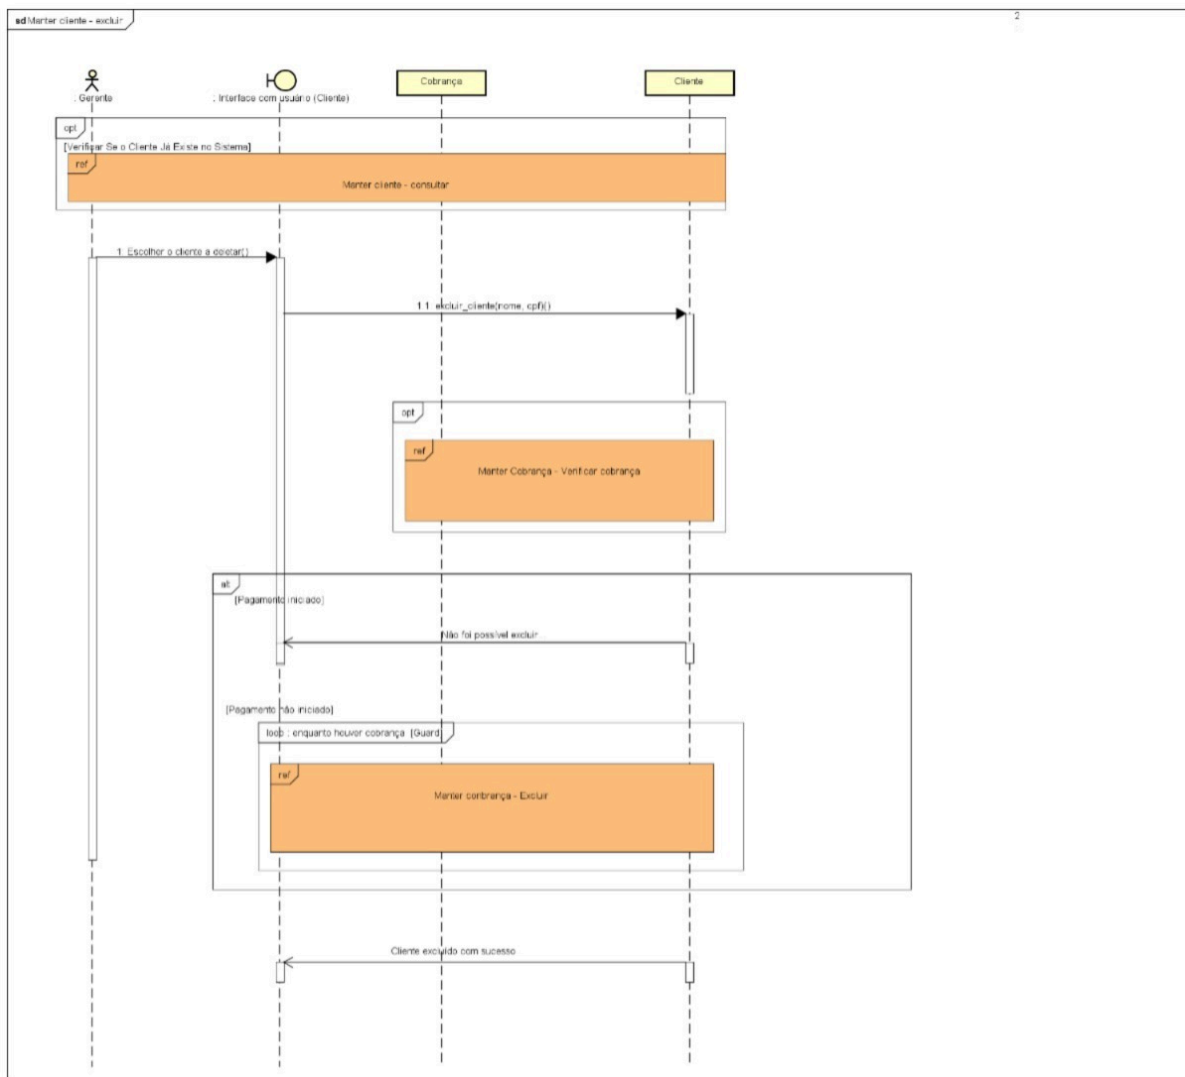 sd Manter cliente - excluir
2
: Gerente
: Interface com usuário (Cliente)
Cobrança
Cliente
opt
[Verificar Se o Cliente Já Existe no Sistema]
ref
Manter cliente - consultar
1: Escolher o cliente a deletar()
1.1: excluir_cliente(nome, cpf)()
opt
ref
Manter Cobrança - Verificar cobrança
alt
[Pagamento iniciado]
Não foi possível excluir
[Pagamento não iniciado]
loop : enquanto houver cobrança [Guard]
ref
Manter conbrança - Excluir
Cliente excluído com sucesso